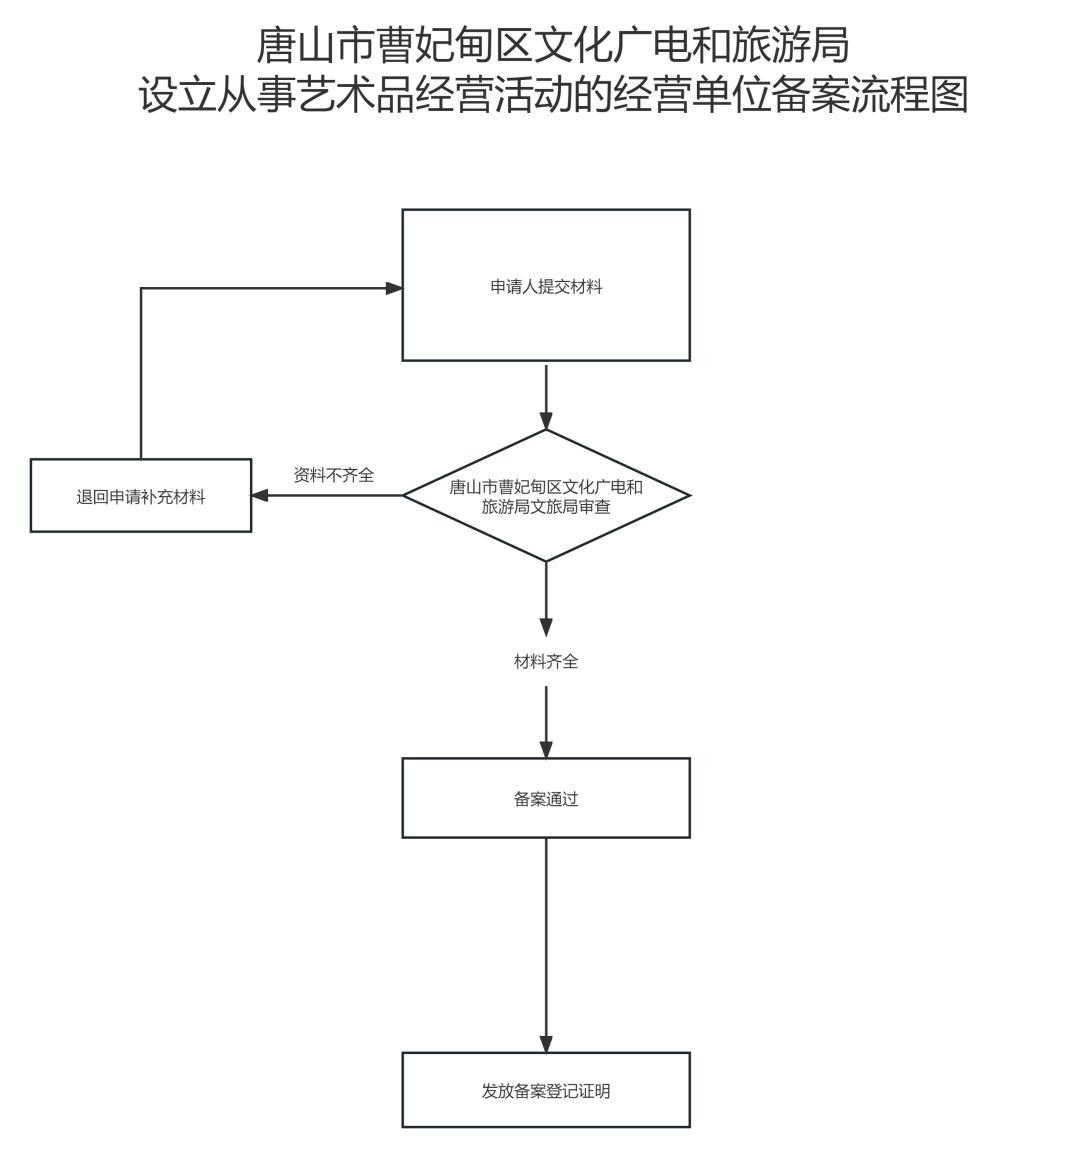 唐山市曹妃甸区文化广电和旅游局
设立从事艺术品经营活动的经营单位备案流程图
申请人提交材料
资料不齐全
退回申请补充材料
唐山市曹妃甸区文化广电和
旅游局文旅局审查
材料齐全
备案通过
发放备案登记证明